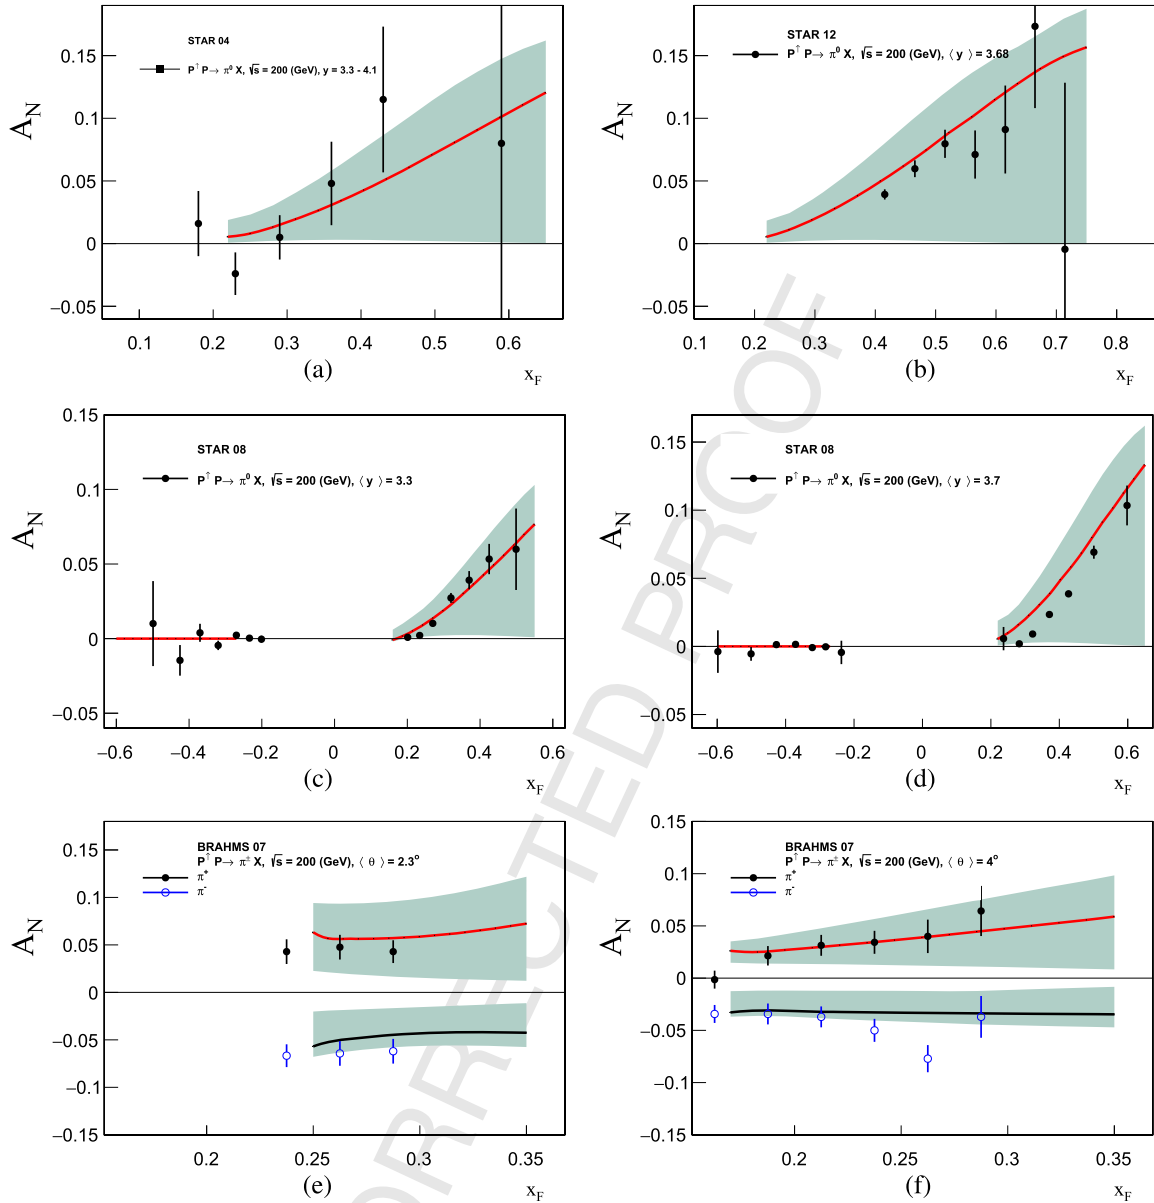 STAR 04
P↑ P→ π⁰ X, √s = 200 (GeV), y = 3.3 - 4.1
A_N
0.15
0.1
0.05
0
−0.05
0.1 0.2 0.3 0.4 0.5 0.6
(a)
x_F
STAR 12
P↑ P→ π⁰ X, √s = 200 (GeV), ⟨ y ⟩ = 3.68
A_N
0.15
0.1
0.05
0
−0.05
0.1 0.2 0.3 0.4 0.5 0.6 0.7 0.8
(b)
x_F
STAR 08
P↑ P→ π⁰ X, √s = 200 (GeV), ⟨ y ⟩ = 3.3
A_N
0.15
0.1
0.05
0
−0.05
−0.6 −0.4 −0.2 0 0.2 0.4 0.6
(c)
x_F
STAR 08
P↑ P→ π⁰ X, √s = 200 (GeV), ⟨ y ⟩ = 3.7
A_N
0.15
0.1
0.05
0
−0.05
−0.6 −0.4 −0.2 0 0.2 0.4 0.6
(d)
x_F
BRAHMS 07
P↑ P→ π± X, √s = 200 (GeV), ⟨ θ ⟩ = 2.3°
π⁺
π⁻
A_N
0.15
0.1
0.05
0
−0.05
−0.1
−0.15
0.2 0.25 0.3 0.35
(e)
x_F
BRAHMS 07
P↑ P→ π± X, √s = 200 (GeV), ⟨ θ ⟩ = 4°
π⁺
π⁻
A_N
0.15
0.1
0.05
0
−0.05
−0.1
−0.15
0.2 0.25 0.3 0.35
(f)
x_F
ORRECTED PROOF